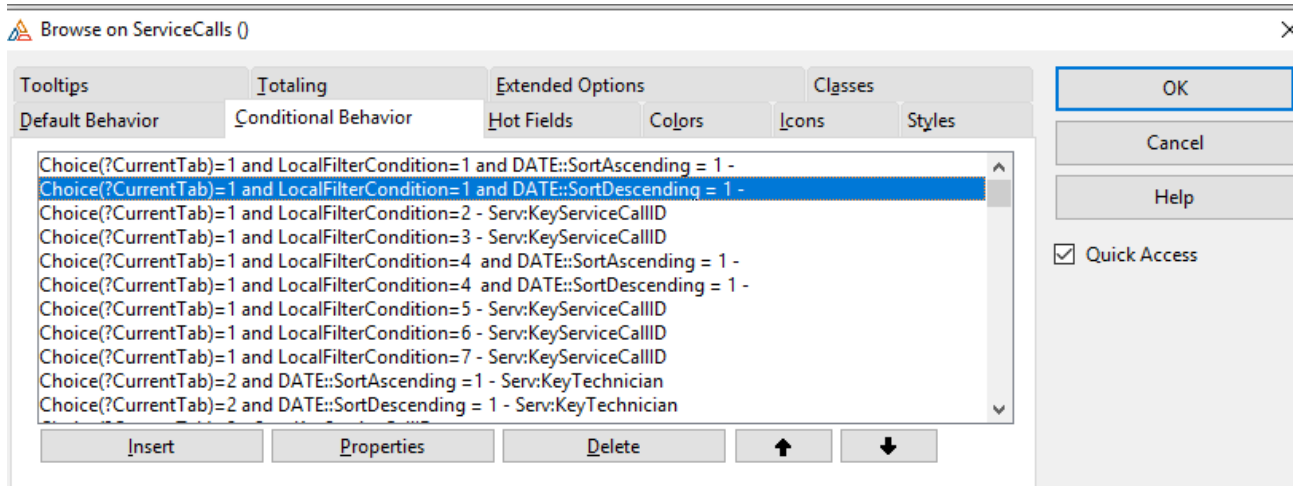 Browse on ServiceCalls ()
Tooltips Totaling Extended Options Classes
Default Behavior Conditional Behavior Hot Fields Colors Icons Styles
Choice(?CurrentTab)=1 and LocalFilterCondition=1 and DATE::SortAscending = 1 -
Choice(?CurrentTab)=1 and LocalFilterCondition=1 and DATE::SortDescending = 1 -
Choice(?CurrentTab)=1 and LocalFilterCondition=2 - Serv:KeyServiceCallID
Choice(?CurrentTab)=1 and LocalFilterCondition=3 - Serv:KeyServiceCallID
Choice(?CurrentTab)=1 and LocalFilterCondition=4  and DATE::SortAscending = 1 -
Choice(?CurrentTab)=1 and LocalFilterCondition=4  and DATE::SortDescending = 1 -
Choice(?CurrentTab)=1 and LocalFilterCondition=5 - Serv:KeyServiceCallID
Choice(?CurrentTab)=1 and LocalFilterCondition=6 - Serv:KeyServiceCallID
Choice(?CurrentTab)=1 and LocalFilterCondition=7 - Serv:KeyServiceCallID
Choice(?CurrentTab)=2 and DATE::SortAscending =1 - Serv:KeyTechnician
Choice(?CurrentTab)=2 and DATE::SortDescending = 1 - Serv:KeyTechnician
Insert Properties Delete
OK
Cancel
Help
Quick Access